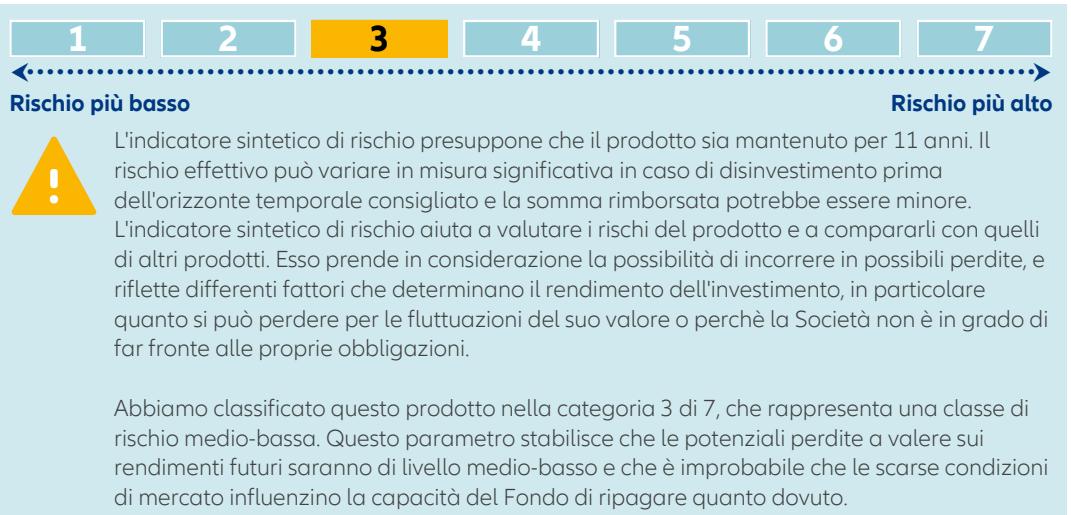 1 2 3 4 5 6 7
Rischio più basso Rischio più alto
L'indicatore sintetico di rischio presuppone che il prodotto sia mantenuto per 11 anni. Il
rischio effettivo può variare in misura significativa in caso di disinvestimento prima
dell'orizzonte temporale consigliato e la somma rimborsata potrebbe essere minore.
L'indicatore sintetico di rischio aiuta a valutare i rischi del prodotto e a compararli con quelli
di altri prodotti. Esso prende in considerazione la possibilità di incorrere in possibili perdite, e
riflette differenti fattori che determinano il rendimento dell'investimento, in particolare
quanto si può perdere per le fluttuazioni del suo valore o perchè la Società non è in grado di
far fronte alle proprie obbligazioni.
Abbiamo classificato questo prodotto nella categoria 3 di 7, che rappresenta una classe di
rischio medio-bassa. Questo parametro stabilisce che le potenziali perdite a valere sui
rendimenti futuri saranno di livello medio-basso e che è improbabile che le scarse condizioni
di mercato influenzino la capacità del Fondo di ripagare quanto dovuto.